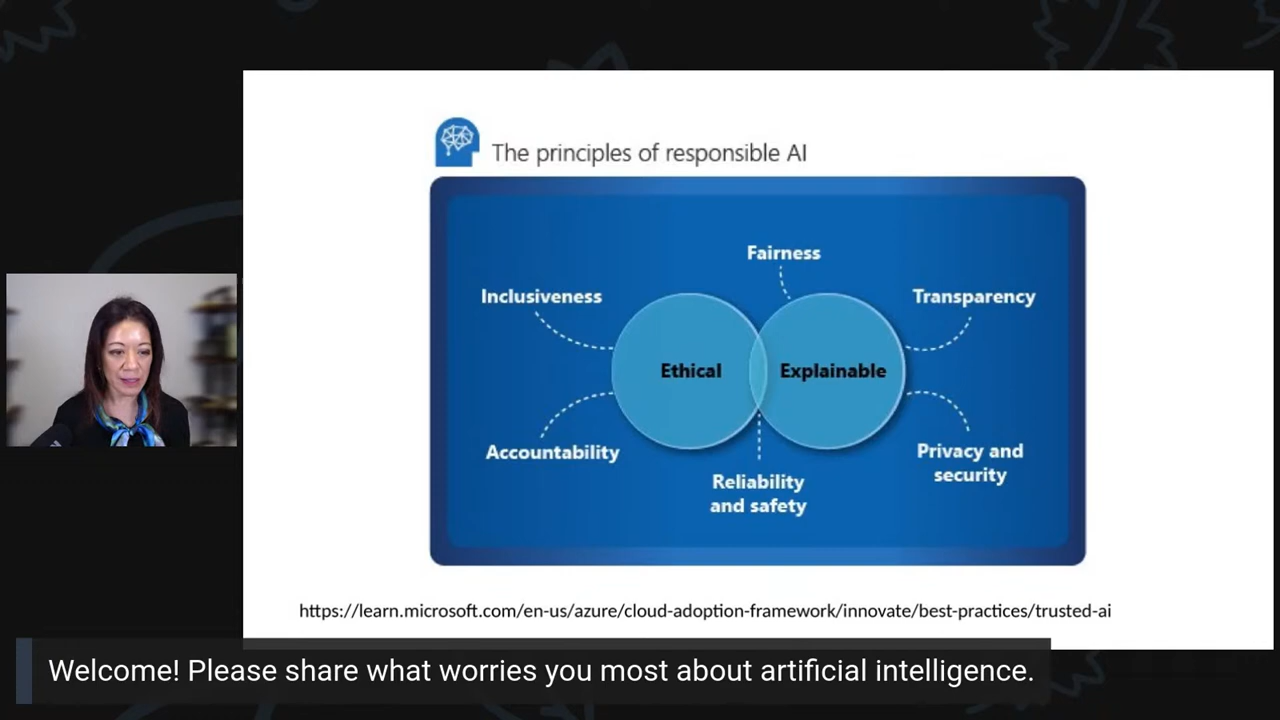 The principles of responsible AI
Fairness
Inclusiveness
Transparency
Ethical
Explainable
Accountability
Privacy and
security
Reliability
and safety
https://learn.microsoft.com/en-us/azure/cloud-adoption-framework/innovate/best-practices/trusted-ai
Welcome! Please share what worries you most about artificial intelligence.